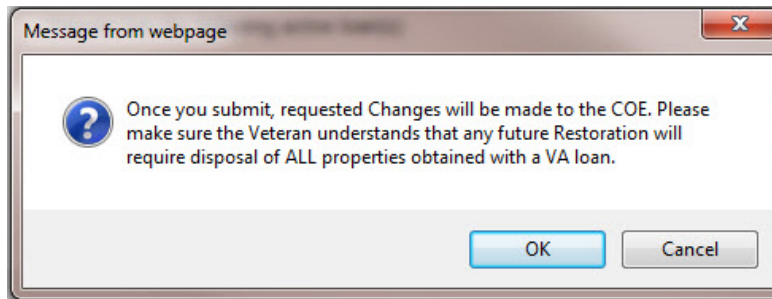 Message from webpage
Once you submit, requested Changes will be made to the COE. Please
make sure the Veteran understands that any future Restoration will
require disposal of ALL properties obtained with a VA loan.
OK
Cancel